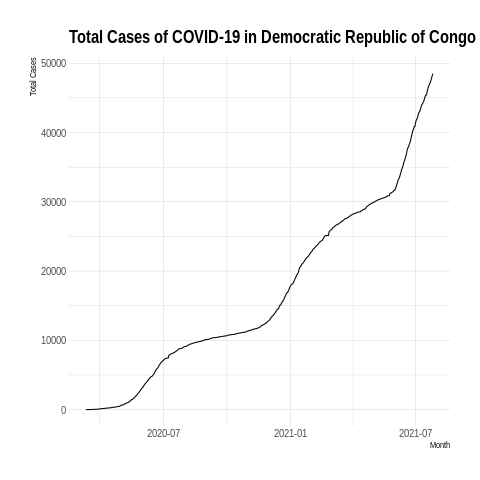 Total Cases of COVID-19 in Democratic Republic of Congo
Total Cases
50000
40000
30000
20000
10000
0
2020-07 2021-01 2021-07
Month